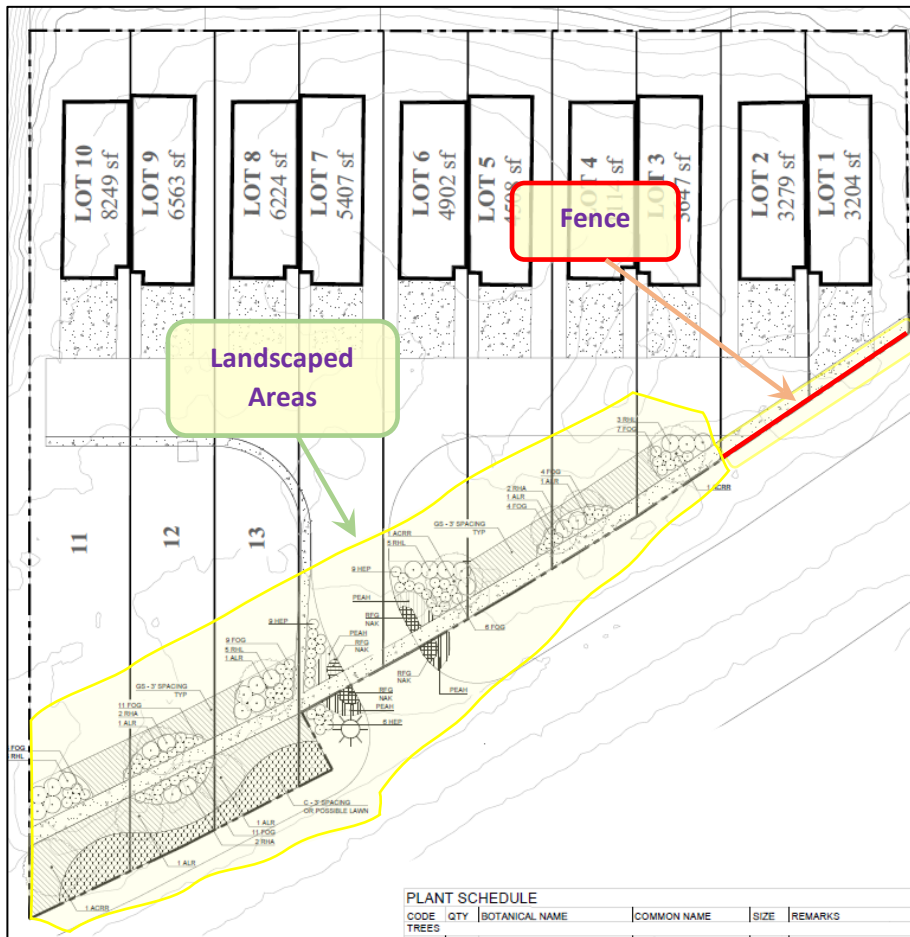 LOT 10
8249 sf
LOT 9
6563 sf
LOT 8
6224 sf
LOT 7
5407 sf
LOT 6
4902 sf
LOT 5
LOT 4
LOT 3
LOT 2
3279 sf
LOT 1
3204 sf
Fence
Landscaped
Areas
11
12
13
3 RHL
7 FOG
1 ACRR
4 FOG
1 ALR
2 RHA
1 ALR
4 FOG
GS - 3' SPACING
TYP
1 ACRR
5 RHL
9 HEP
PEAH
RFG
NAK
6 FOG
RFG
NAK
PEAH
9 HEP
PEAH
RFG
NAK
RFG
NAK
PEAH
6 HEP
9 FOG
5 RHL
1 ALR
GS - 3' SPACING
TYP
11 FOG
2 RHA
1 ALR
FOG
RHL
C - 3' SPACING
OR POSSIBLE LAWN
1 ALR
11 FOG
2 RHA
1 ALR
1 ACRR
PLANT SCHEDULE
CODE QTY BOTANICAL NAME COMMON NAME SIZE REMARKS
TREES